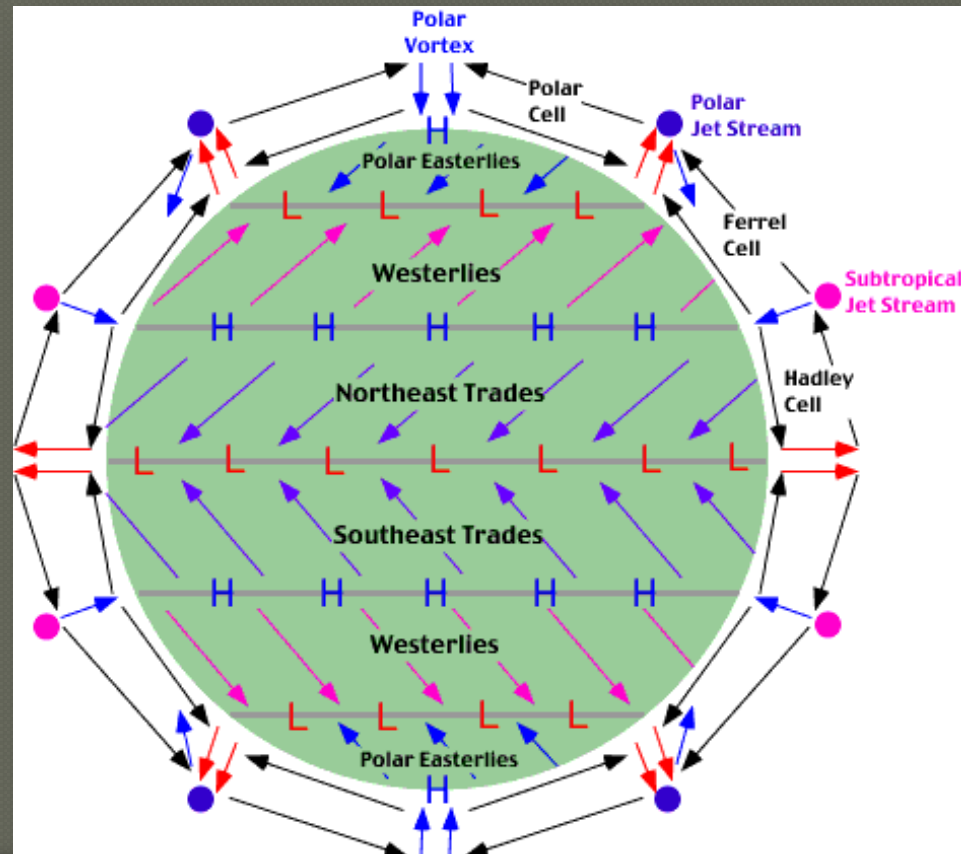 Polar
Vortex
Polar
Cell
Polar
Jet Stream
H
Polar Easterlies
L L L L
Ferrel
Cell
Westerlies
Subtropical
Jet Stream
H H H H H
Hadley
Cell
Northeast Trades
L L L L L L L
Southeast Trades
H H H H H
Westerlies
L L L L
Polar Easterlies
H